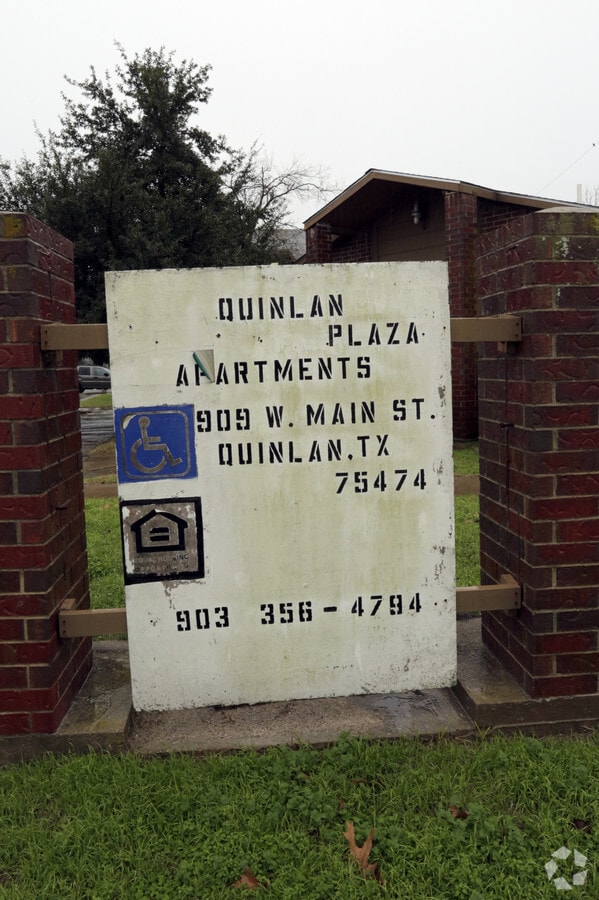 QUINLAN
PLAZA
APARTMENTS
909 W. MAIN ST.
QUINLAN, TX
75474
903 356 - 4794